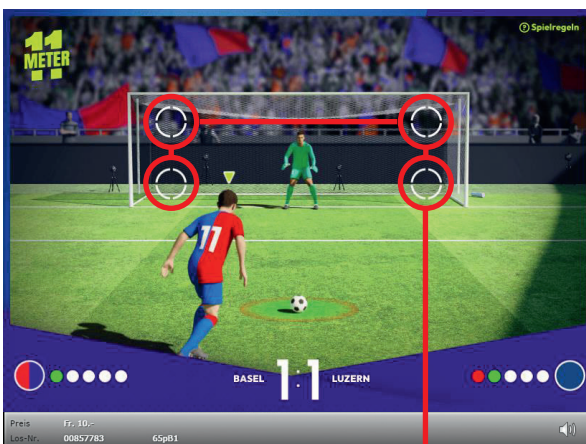 11
METER
? Spielregeln
11
BASEL 1:1 LUZERN
Preis Fr. 10.–
Los-Nr. 00857783 65pB1